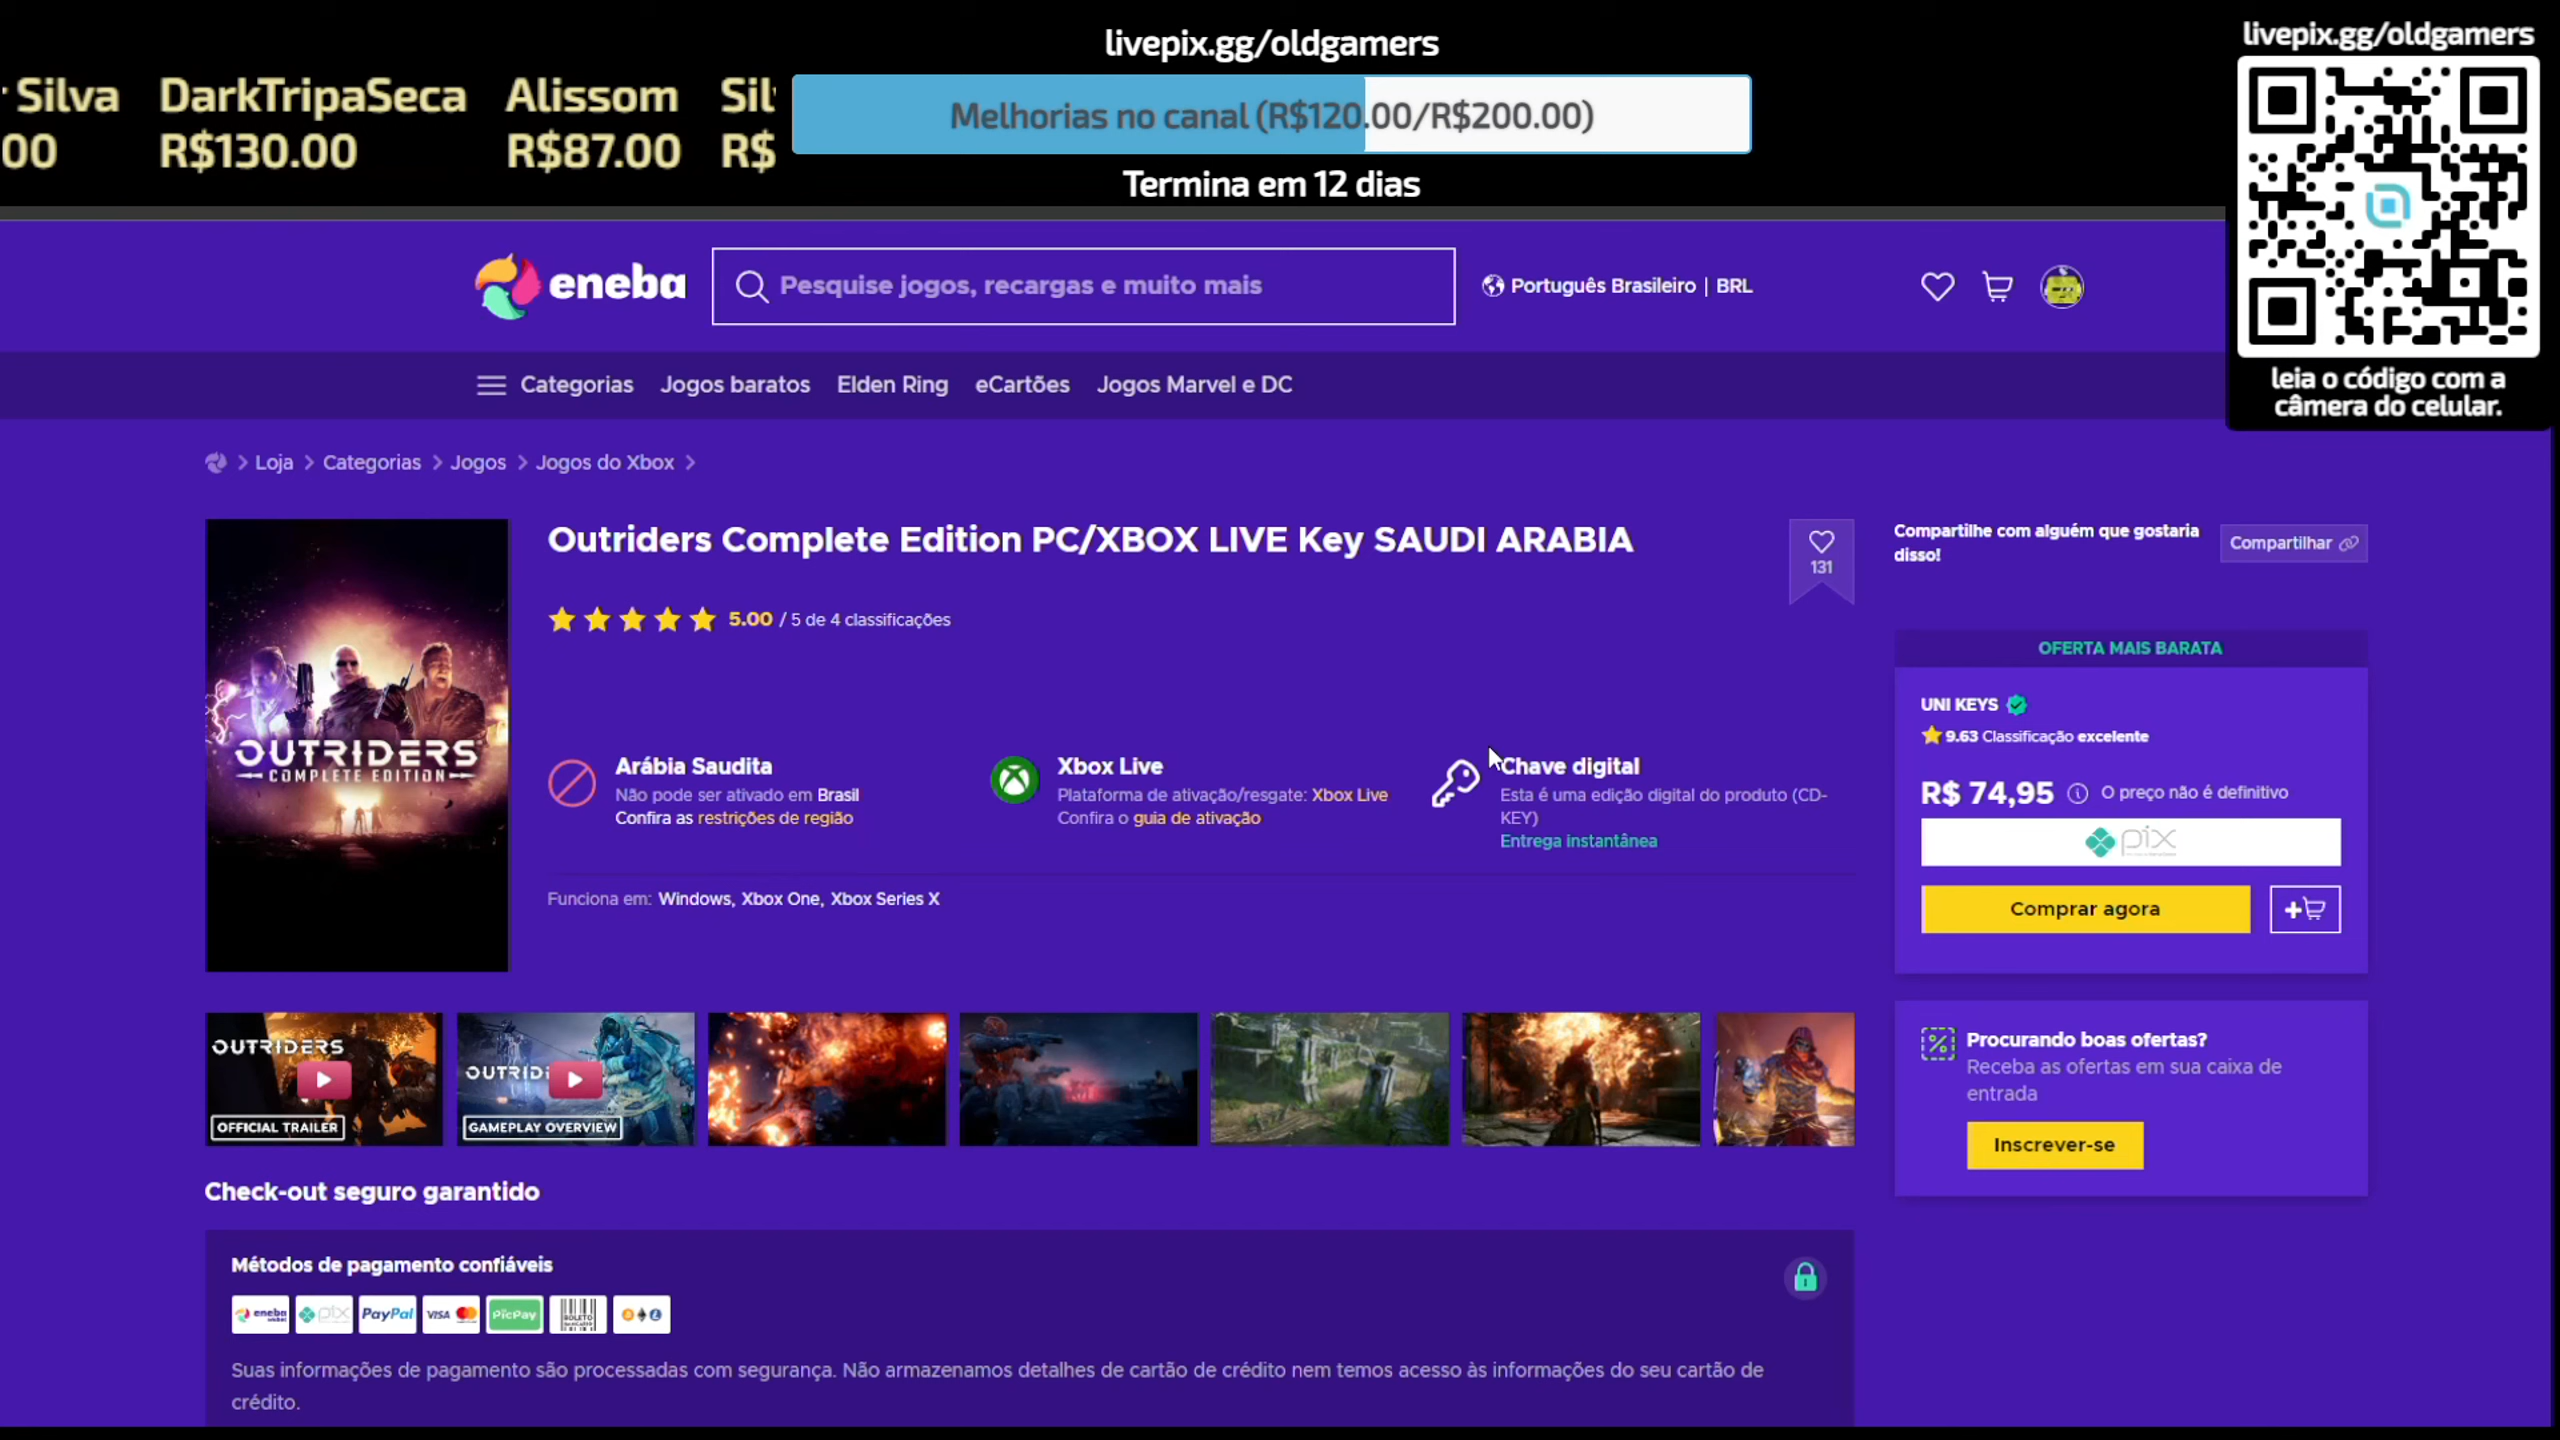 livepix.gg/oldgamers
Silva
00
DarkTripaSeca
R$130.00
Alissom
R$87.00
Sil
R$
Melhorias no canal (R$120.00/R$200.00)
Termina em 12 dias
livepix.gg/oldgamers
leia o código com a
câmera do celular.
eneba
Pesquise jogos, recargas e muito mais
Português Brasileiro | BRL
Categorias
Jogos baratos
Elden Ring
eCartões
Jogos Marvel e DC
Loja
Categorias
Jogos
Jogos do Xbox
OUTRIDERS
COMPLETE EDITION
Outriders Complete Edition PC/XBOX LIVE Key SAUDI ARABIA
131
5.00 / 5 de 4 classificações
Arábia Saudita
Não pode ser ativado em Brasil
Confira as restrições de região
Xbox Live
Plataforma de ativação/resgate: Xbox Live
Confira o guia de ativação
Chave digital
Esta é uma edição digital do produto (CD-
KEY)
Entrega instantânea
Funciona em: Windows, Xbox One, Xbox Series X
Compartilhe com alguém que gostaria
disso!
Compartilhar
OFERTA MAIS BARATA
UNI KEYS
9.63 Classificação excelente
R$ 74,95
O preço não é definitivo
pix
Comprar agora
Procurando boas ofertas?
Receba as ofertas em sua caixa de
entrada
Inscrever-se
OUTRIDERS
OFFICIAL TRAILER
OUTRID
GAMEPLAY OVERVIEW
Check-out seguro garantido
Métodos de pagamento confiáveis
eneba
pix
PayPal
VISA
PicPay
BOLETO
Suas informações de pagamento são processadas com segurança. Não armazenamos detalhes de cartão de crédito nem temos acesso às informações do seu cartão de
crédito.